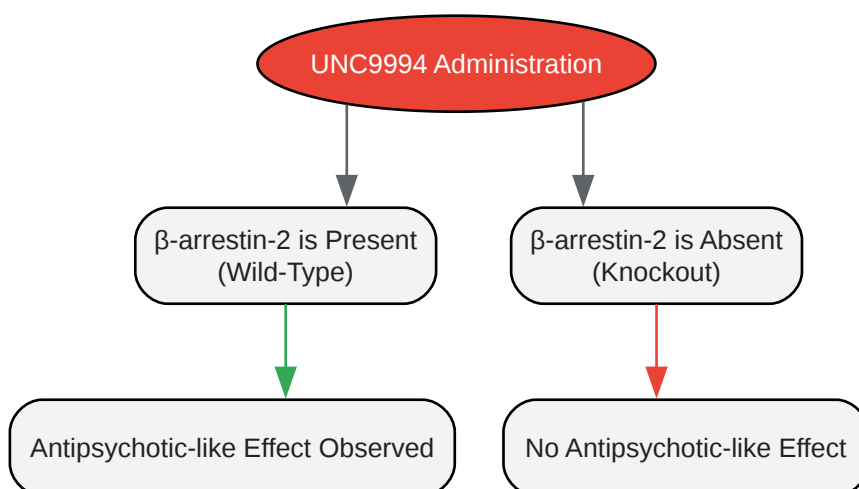 UNC9994 Administration
β-arrestin-2 is Present
(Wild-Type)
β-arrestin-2 is Absent
(Knockout)
Antipsychotic-like Effect Observed
No Antipsychotic-like Effect